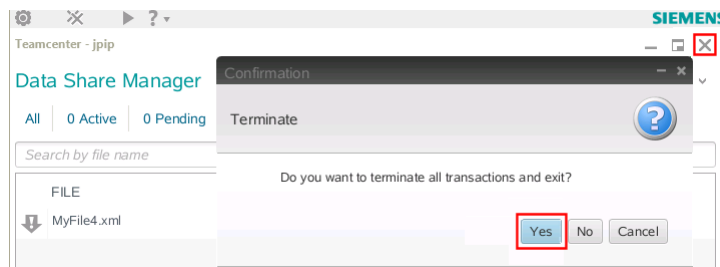 ? SIEMENS
Teamcenter - jpip
Data Share Manager
Confirmation
All 0 Active 0 Pending
Terminate
?
Search by file name
Do you want to terminate all transactions and exit?
FILE
MyFile4.xml
Yes No Cancel